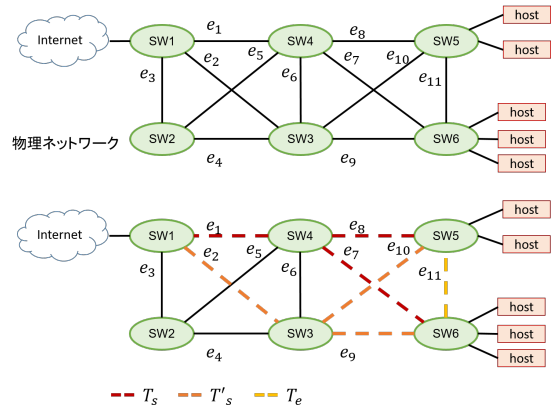 host
e₁
e₈
Internet
SW1
SW4
SW5
host
e₂
e₅
e₇
e₁₀
e₃
e₆
e₁₁
host
物理ネットワーク
SW2
SW3
SW6
host
e₄
e₉
host
host
e₁
e₈
Internet
SW1
SW4
SW5
host
e₂
e₅
e₇
e₁₀
e₃
e₆
e₁₁
host
SW2
SW3
SW6
host
e₄
e₉
host
Tₛ
T'ₛ
Tₑ